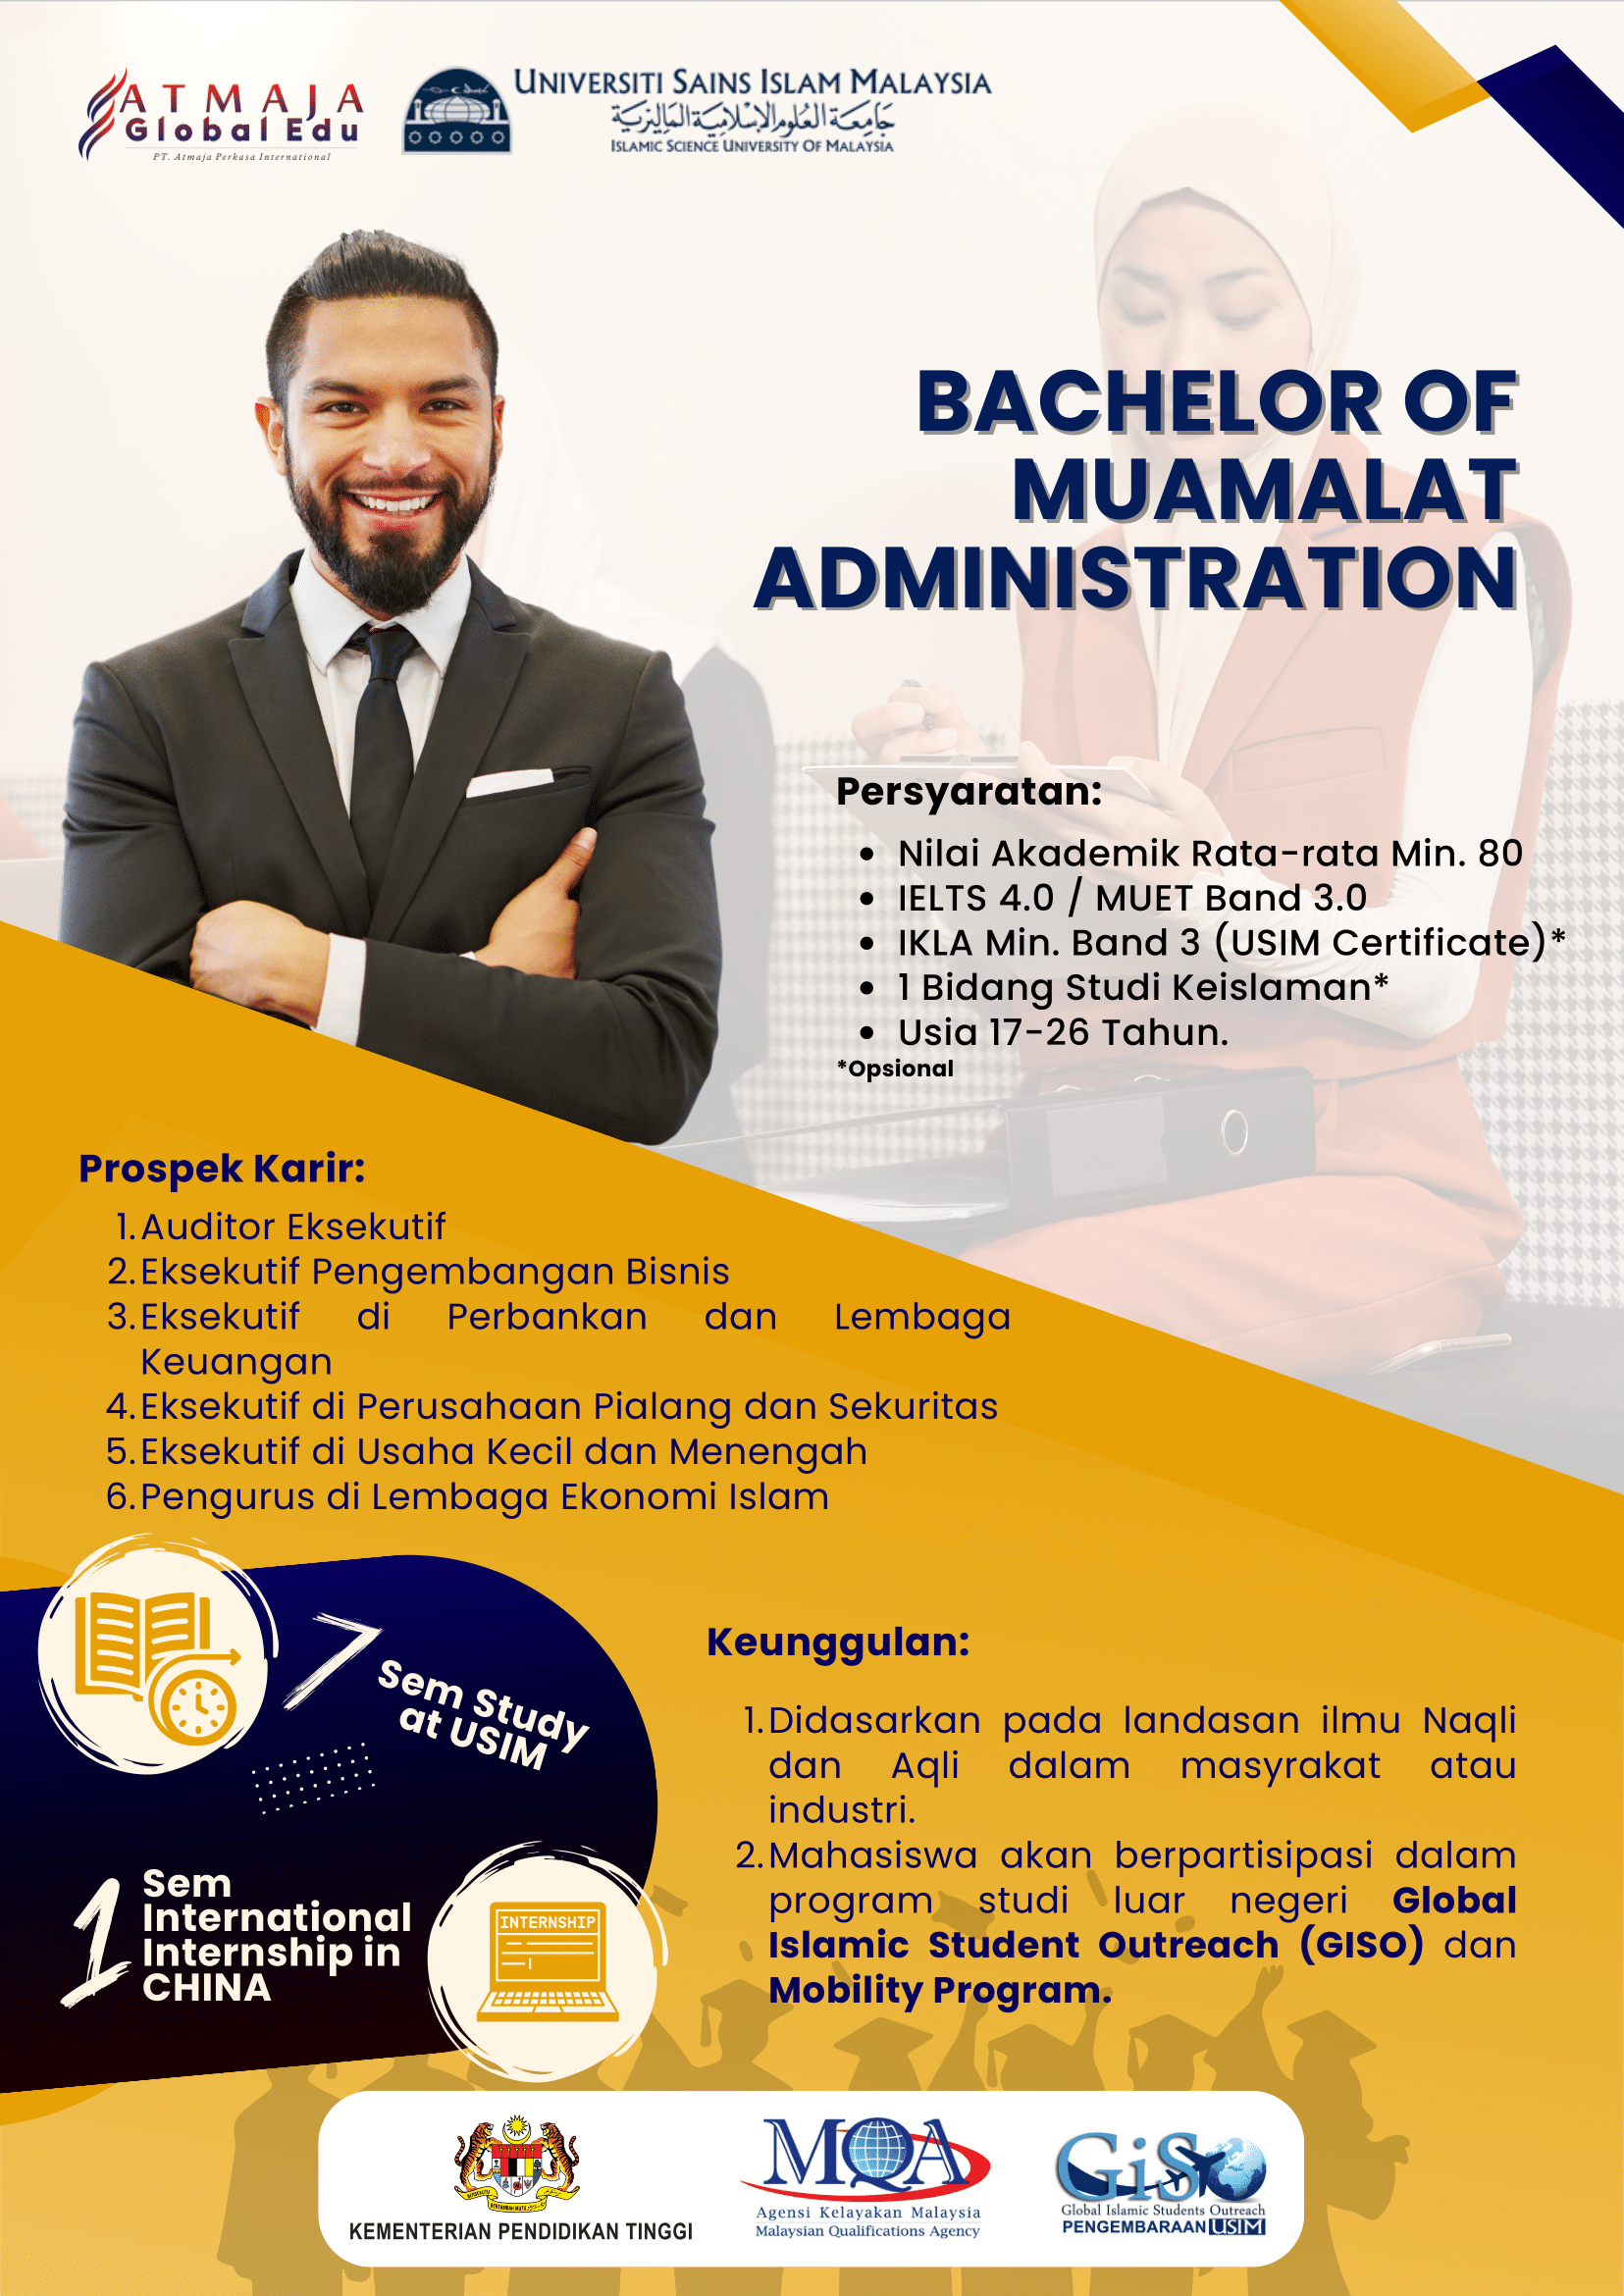 ATMAJA
Global Edu
PT. Atmaja Perkasa International
UNIVERSITI SAINS ISLAM MALAYSIA
جامعة العلوم الإسلامية الماليزية
ISLAMIC SCIENCE UNIVERSITY OF MALAYSIA
BACHELOR OF
MUAMALAT
ADMINISTRATION
Persyaratan:
• Nilai Akademik Rata-rata Min. 80
• IELTS 4.0 / MUET Band 3.0
• IKLA Min. Band 3 (USIM Certificate)*
• 1 Bidang Studi Keislaman*
• Usia 17-26 Tahun.
*Opsional
Prospek Karir:
1. Auditor Eksekutif
2. Eksekutif Pengembangan Bisnis
3. Eksekutif di Perbankan dan Lembaga
Keuangan
4. Eksekutif di Perusahaan Pialang dan Sekuritas
5. Eksekutif di Usaha Kecil dan Menengah
6. Pengurus di Lembaga Ekonomi Islam
7 Sem Study
at USIM
1 Sem
International
Internship in
CHINA
INTERNSHIP
Keunggulan:
1. Didasarkan pada landasan ilmu Naqli
dan Aqli dalam masyrakat atau
industri.
2. Mahasiswa akan berpartisipasi dalam
program studi luar negeri Global
Islamic Student Outreach (GISO) dan
Mobility Program.
KEMENTERIAN PENDIDIKAN TINGGI
MQA
Agensi Kelayakan Malaysia
Malaysian Qualifications Agency
GiSO
Global Islamic Students Outreach
PENGEMBARAAN USIM